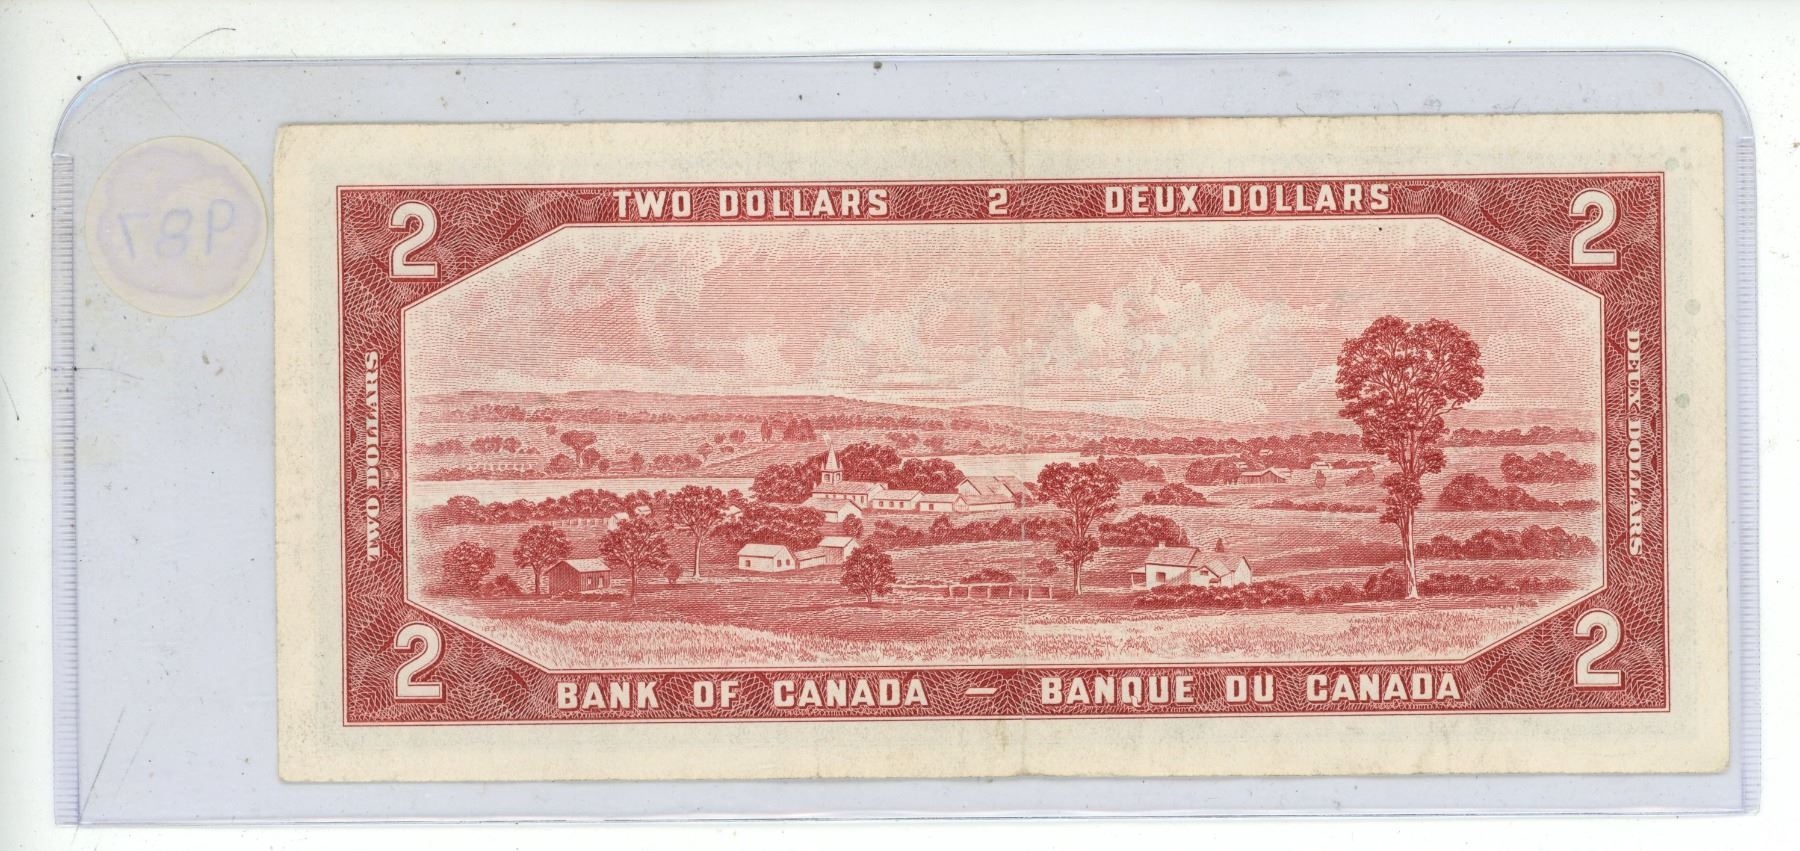 TWO DOLLARS 2 DEUX DOLLARS
2 2
TWO DOLLARS
DEUX DOLLARS
2 2
BANK OF CANADA — BANQUE DU CANADA